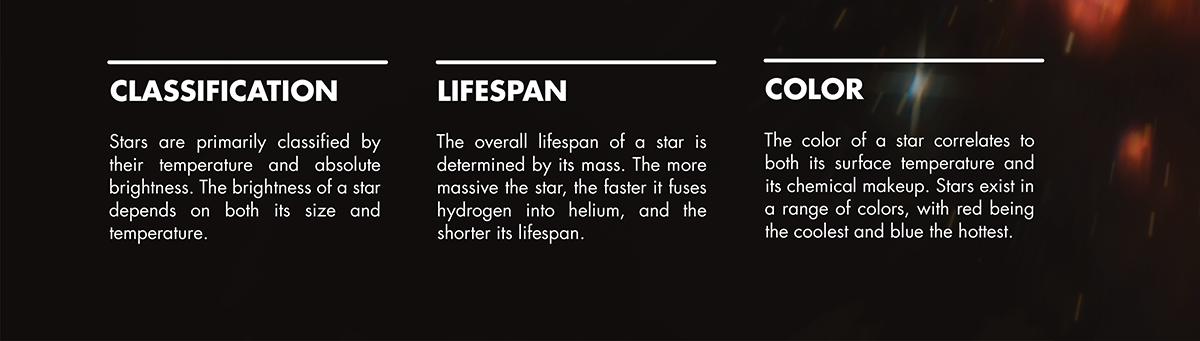 CLASSIFICATION
Stars are primarily classified by
their temperature and absolute
brightness. The brightness of a star
depends on both its size and
temperature.
LIFESPAN
The overall lifespan of a star is
determined by its mass. The more
massive the star, the faster it fuses
hydrogen into helium, and the
shorter its lifespan.
COLOR
The color of a star correlates to
both its surface temperature and
its chemical makeup. Stars exist in
a range of colors, with red being
the coolest and blue the hottest.